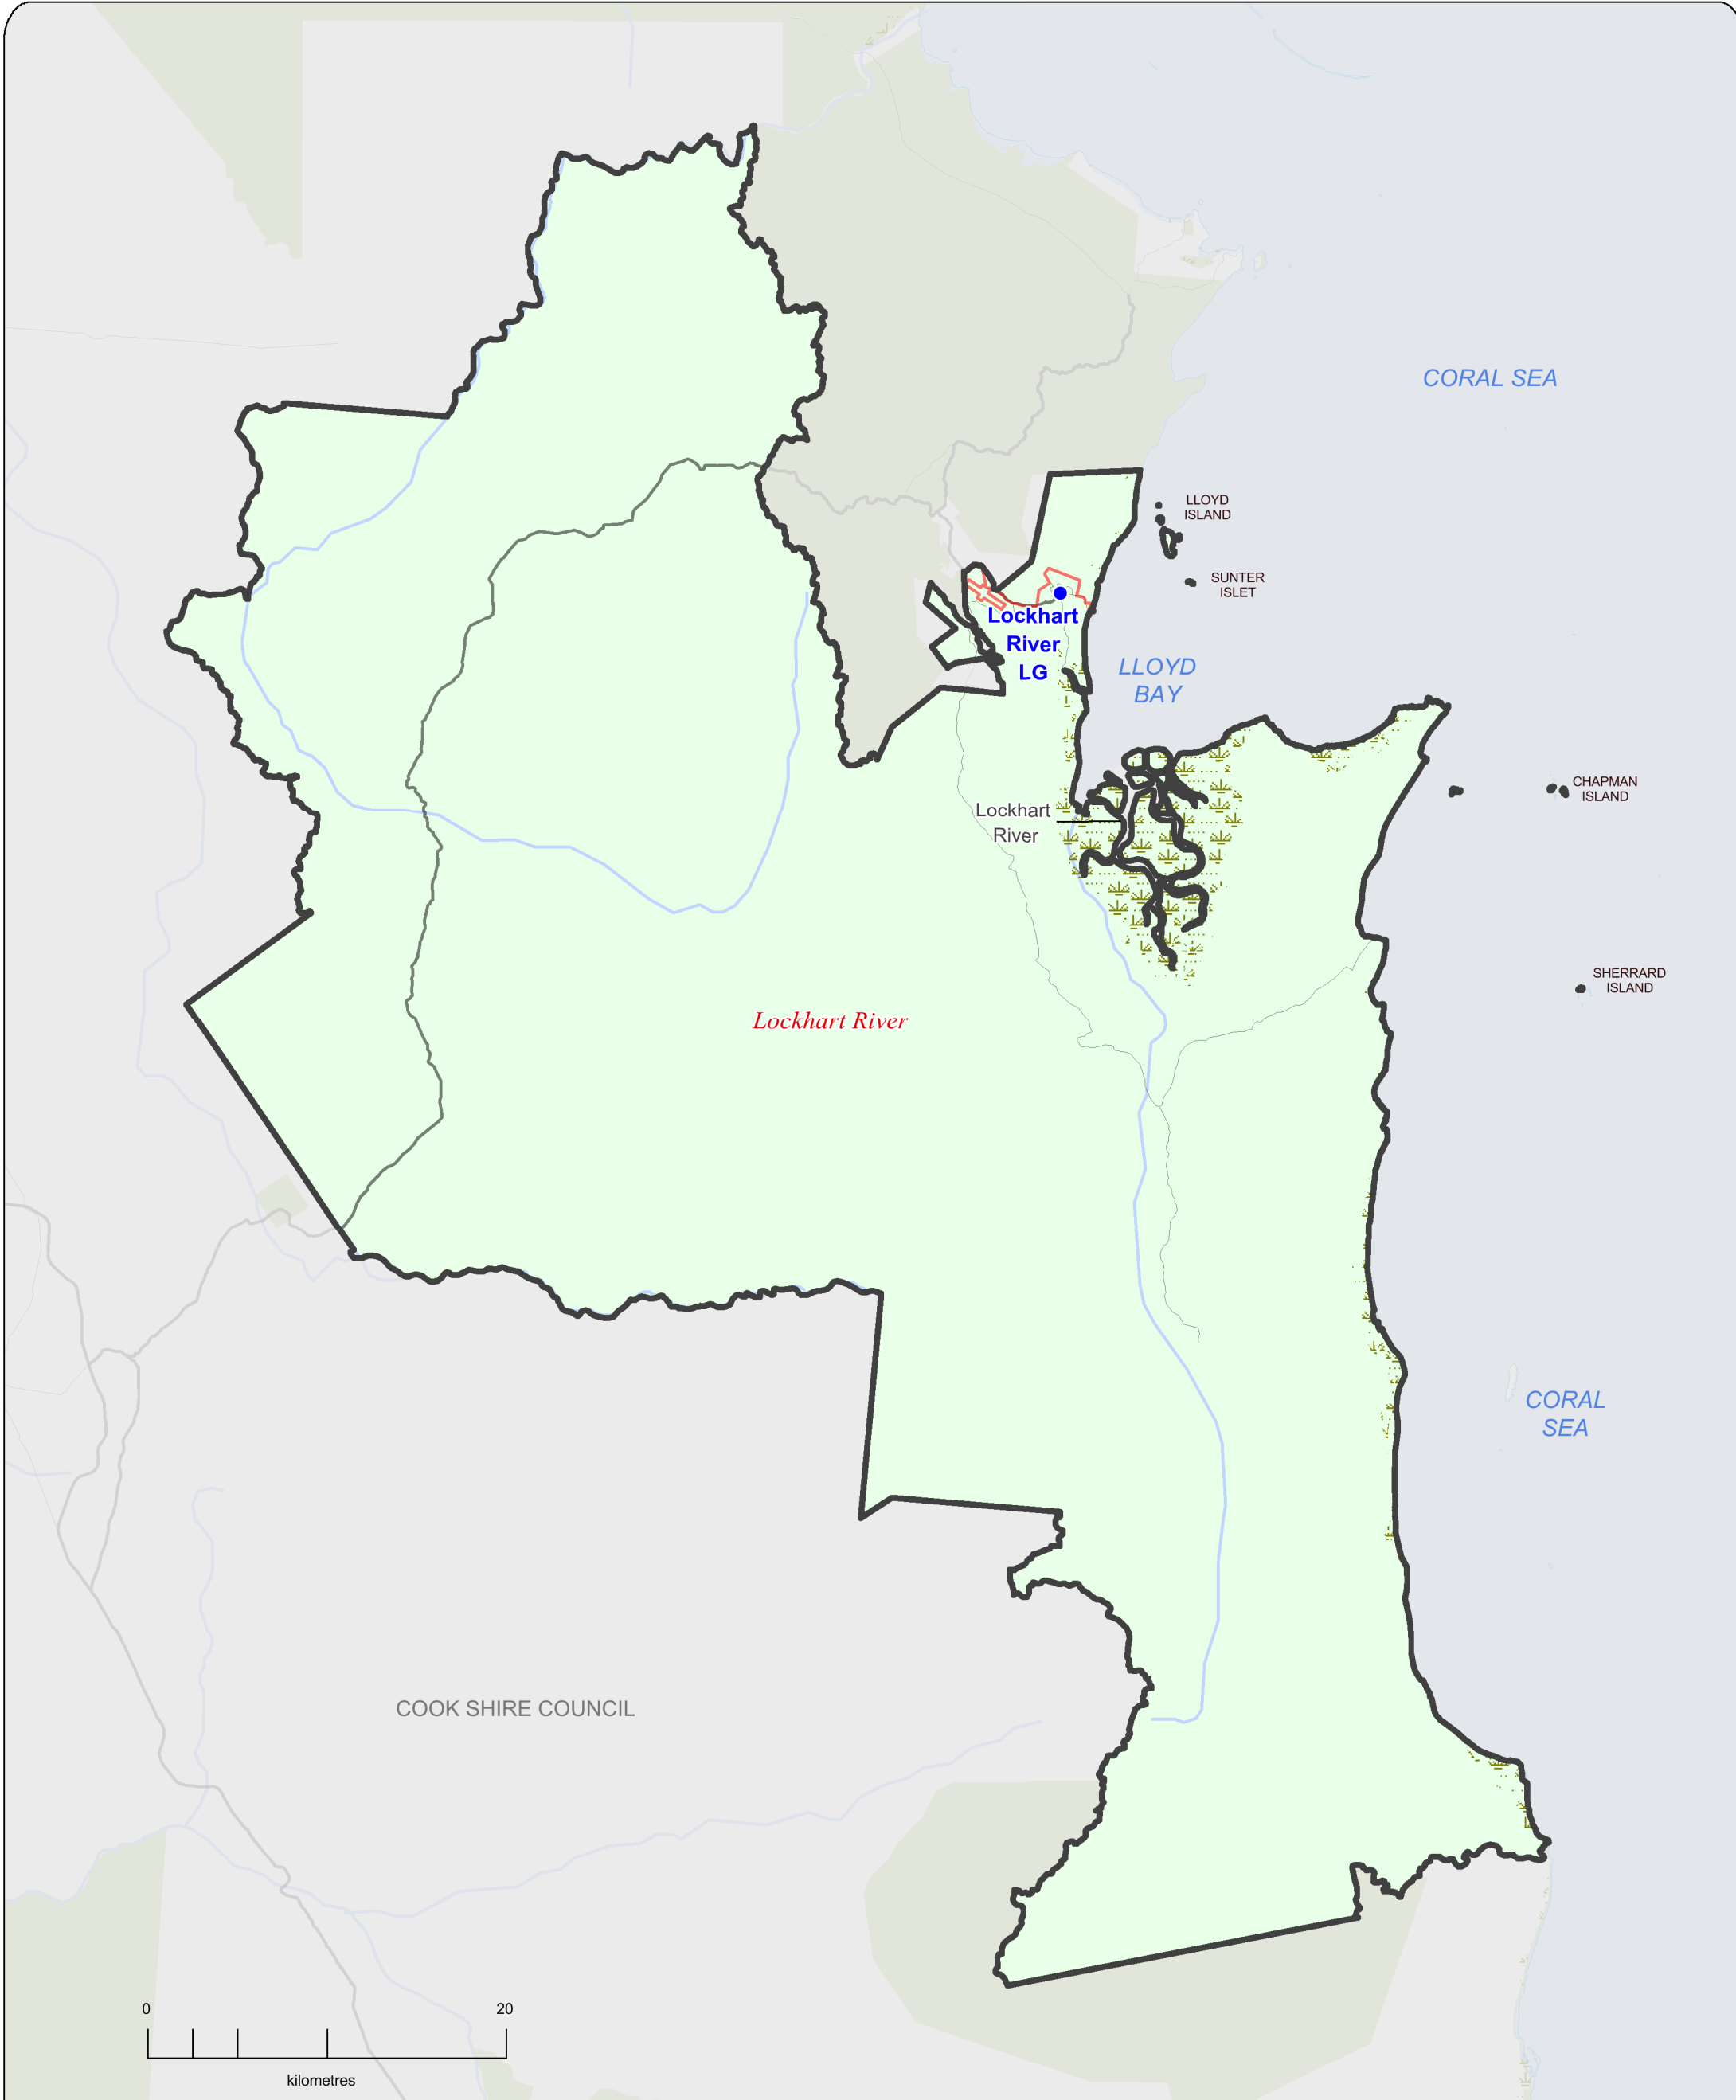 CORAL SEA
LLOYD
ISLAND
SUNTER
ISLET
Lockhart
River
LG
LLOYD
BAY
CHAPMAN
ISLAND
Lockhart
River
SHERRARD
ISLAND
Lockhart River
CORAL
SEA
COOK SHIRE COUNCIL
0 20
kilometres